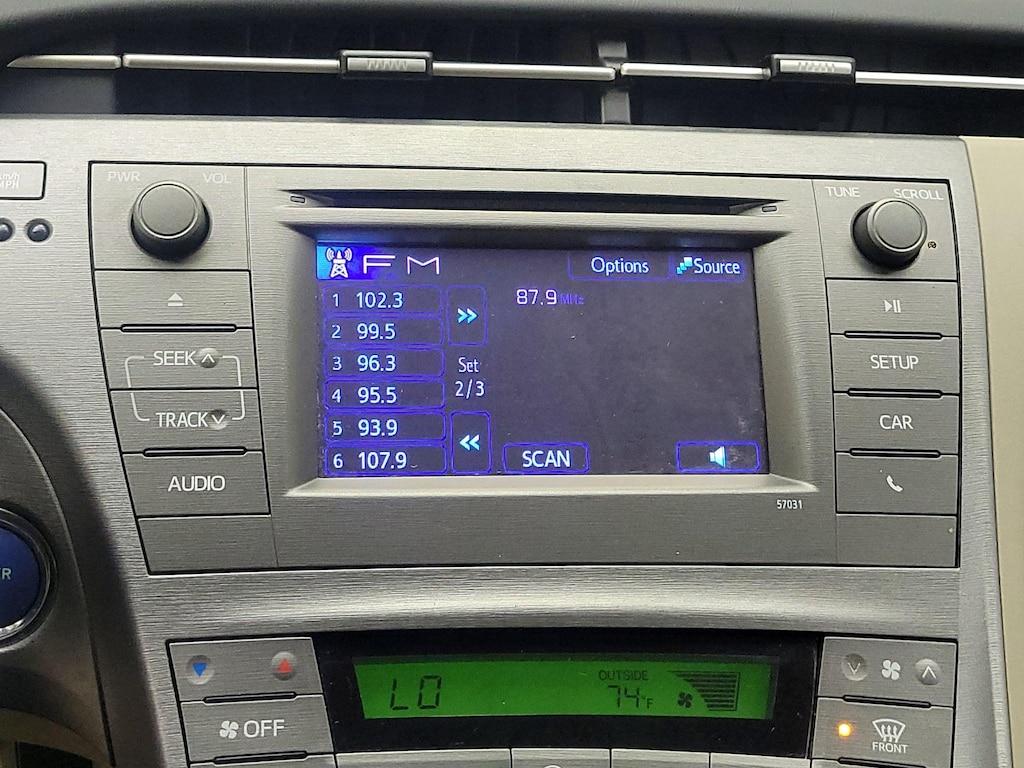 km/h
MPH
PWR VOL
TUNE SCROLL
FM
Options Source
1 102.3
87.9 MHz
2 99.5
3 96.3
Set
2/3
4 95.5
5 93.9
6 107.9
SCAN
SEEK
TRACK
AUDIO
SETUP
CAR
57031
LO
OUTSIDE
74°F
OFF
FRONT